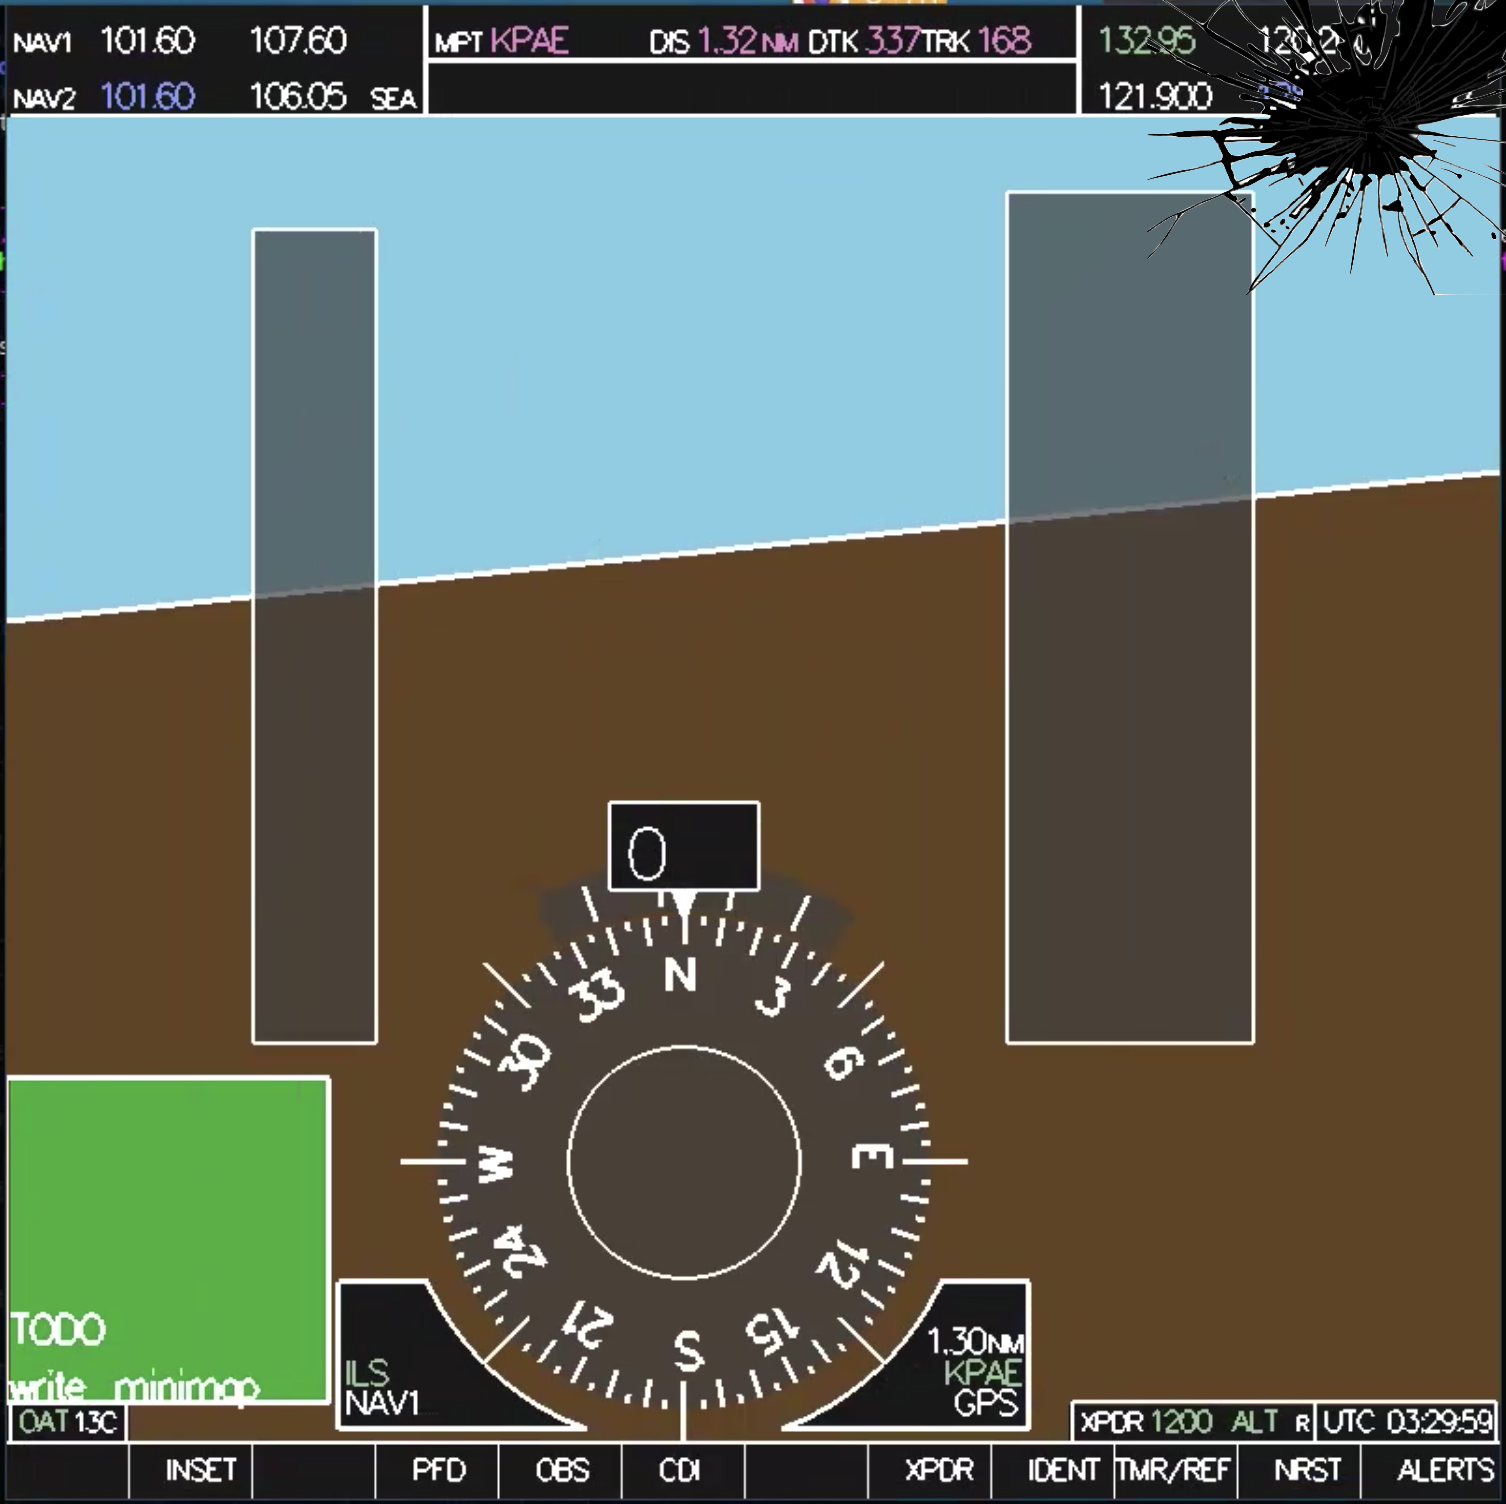 NAV1 101.60 107.60 MPT KPAE DIS 1.32 NM DTK 337 TRK 168 132.95
NAV2 101.60 106.05 SEA 121.900
0
N
33 3
30 6
W E
24 12
21 15
S
TODO
write minimap
ILS
NAV1
1.30NM
KPAE
GPS
OAT 13C
XPDR 1200 ALT R UTC 03:29:59
INSET PFD OBS CDI XPDR IDENT TMR/REF NRST ALERTS